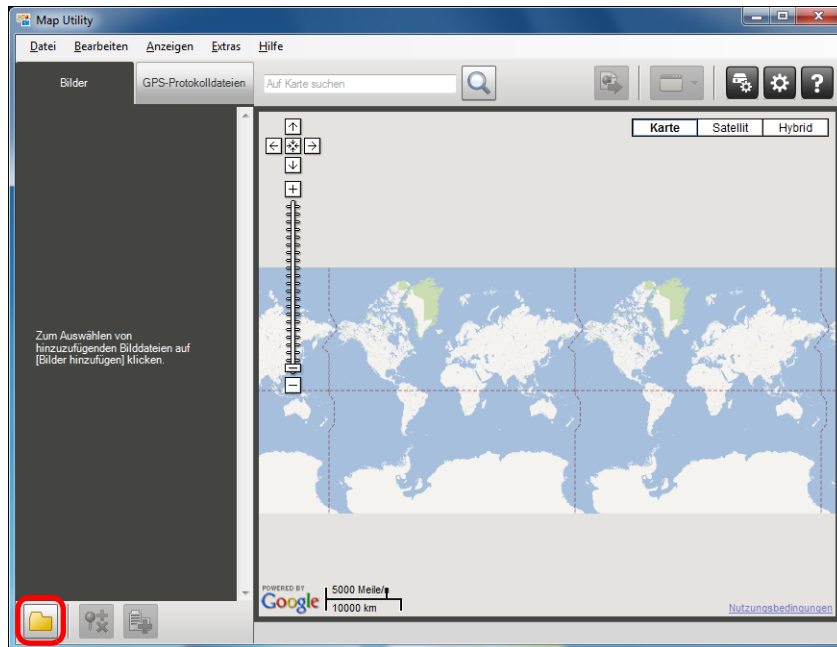 Map Utility
Datei Bearbeiten Anzeigen Extras Hilfe
Bilder
GPS-Protokolldateien
Auf Karte suchen
Karte
Satellit
Hybrid
Zum Auswählen von
hinzuzufügenden Bilddateien auf
[Bilder hinzufügen] klicken.
POWERED BY
Google
5000 Meile/n
10000 km
Nutzungsbedingungen